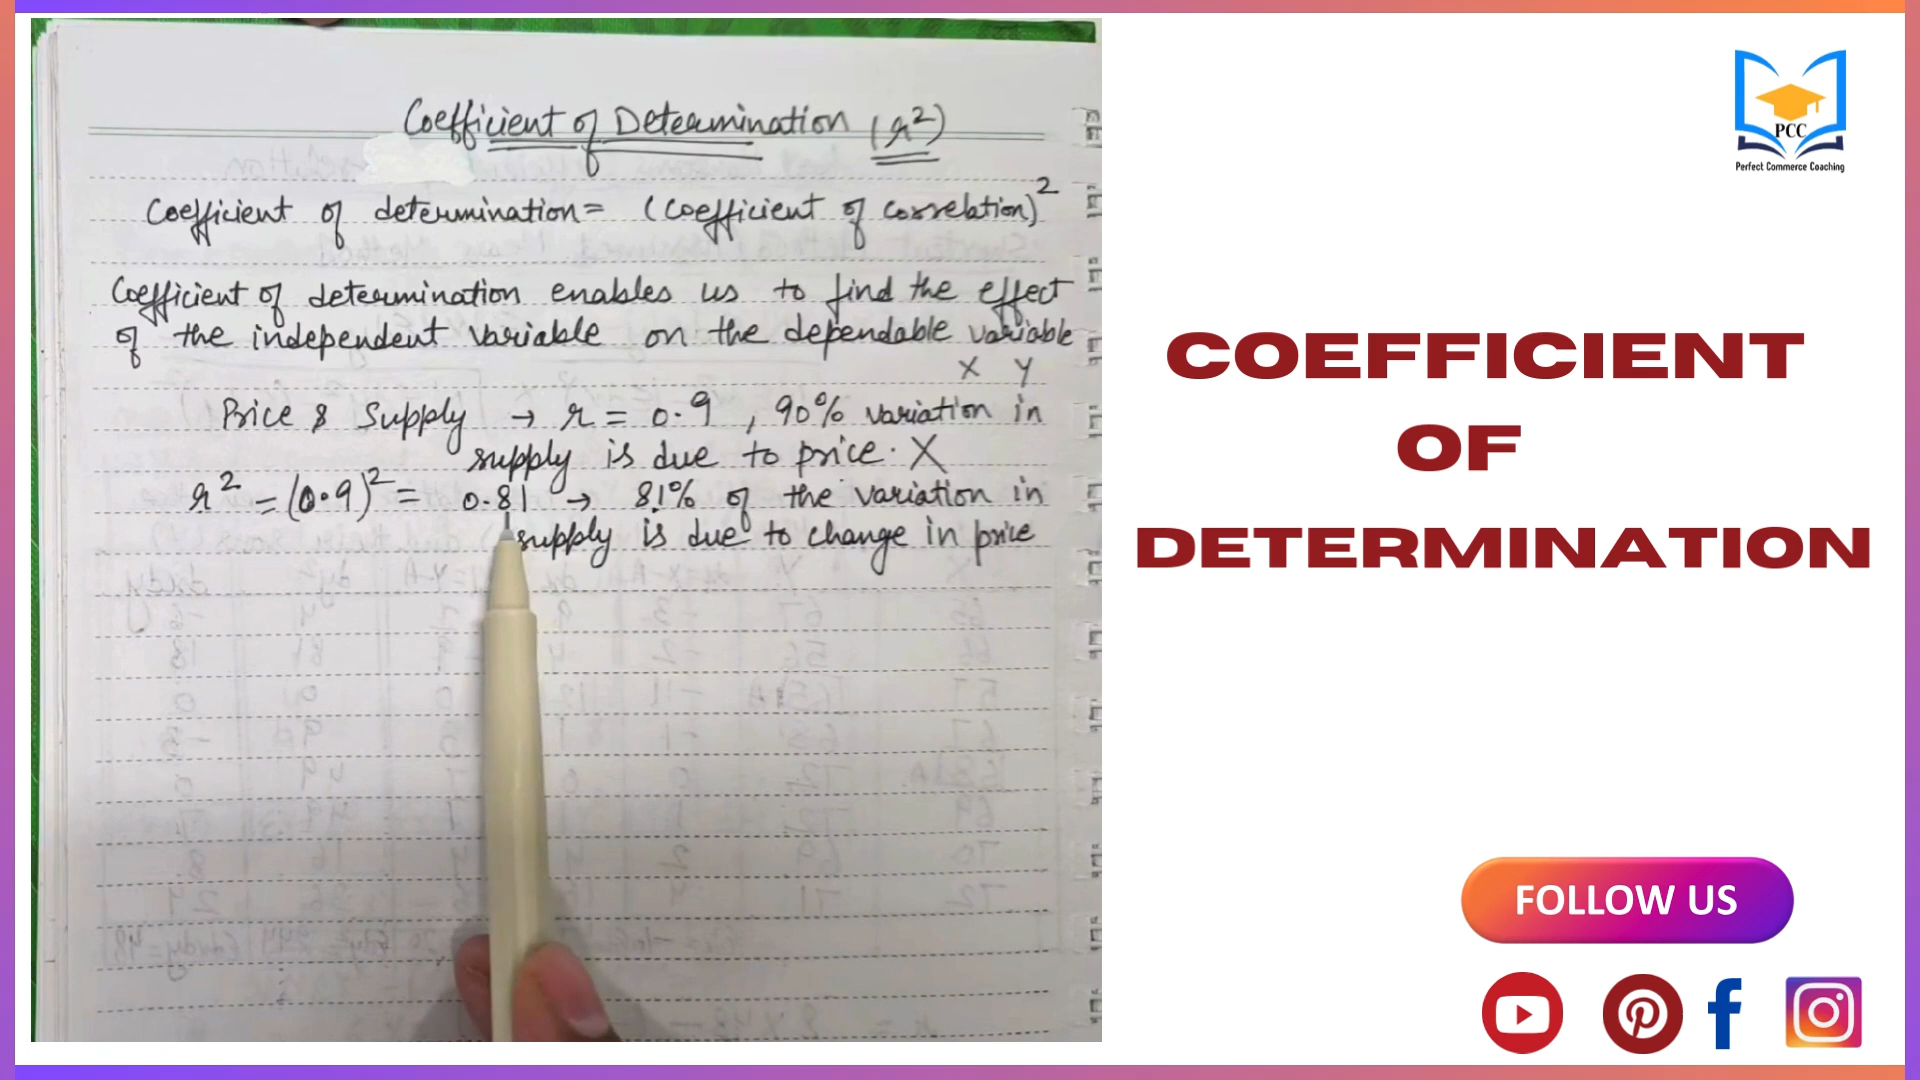 Coefficient of Determination (r²)
Coefficient of determination = (Coefficient of correlation)²
Coefficient of determination enables us to find the effect
of the independent variable on the dependable variable
X Y
Price & Supply → r = 0.9, 90% variation in
supply is due to price. X
r² = (0.9)² = 0.81 → 81% of the variation in
supply is due to change in price
PCC
Perfect Commerce Coaching
COEFFICIENT
OF
DETERMINATION
FOLLOW US